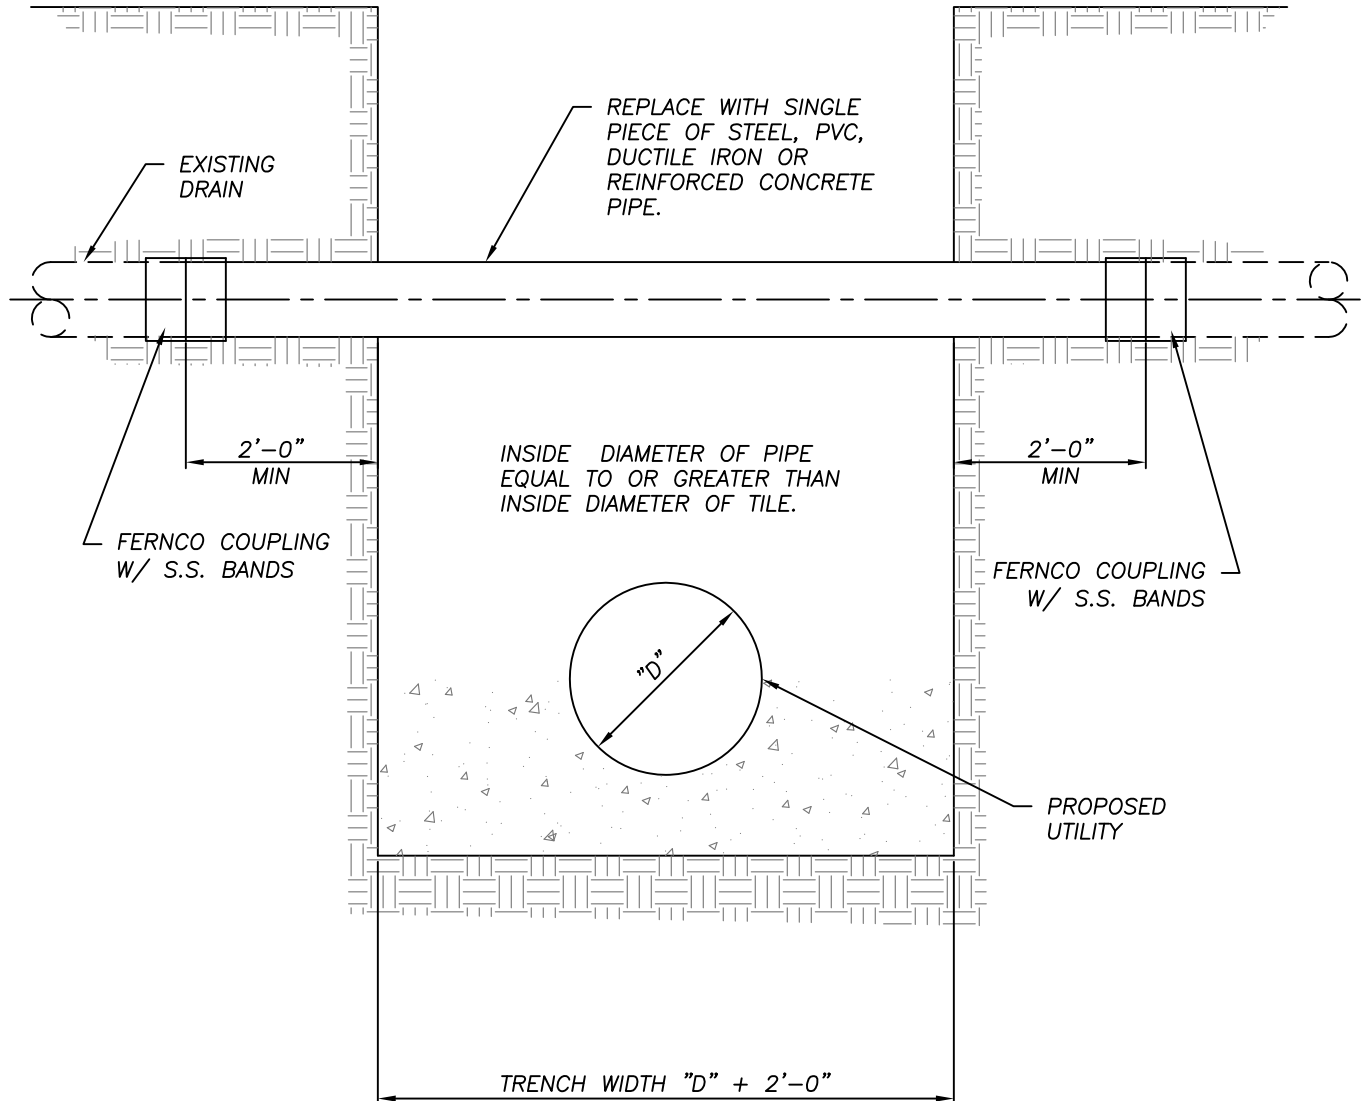 REPLACE WITH SINGLE
PIECE OF STEEL, PVC,
DUCTILE IRON OR
REINFORCED CONCRETE
PIPE.
EXISTING
DRAIN
2'-0"
MIN
INSIDE DIAMETER OF PIPE
EQUAL TO OR GREATER THAN
INSIDE DIAMETER OF TILE.
2'-0"
MIN
FERNCO COUPLING
W/ S.S. BANDS
FERNCO COUPLING
W/ S.S. BANDS
"D"
PROPOSED
UTILITY
TRENCH WIDTH "D" + 2'-0"